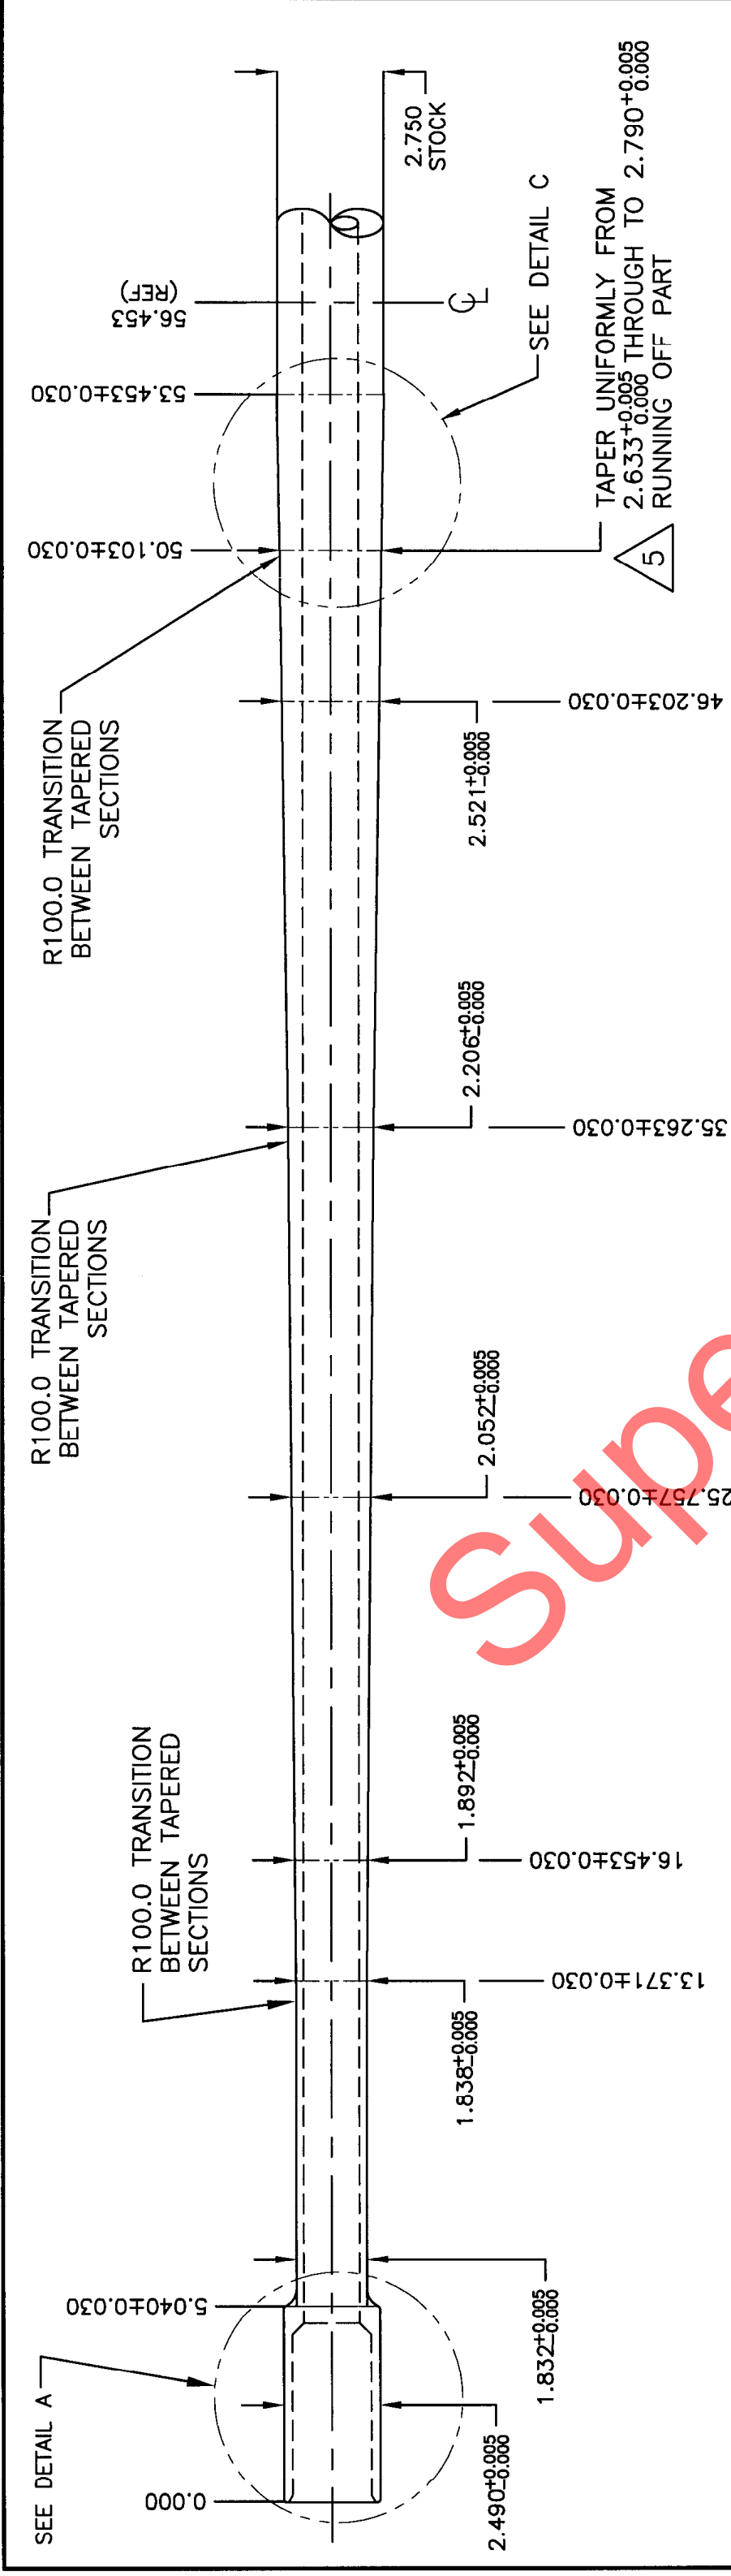 SEE DETAIL A
0.000
5.040±0.030
2.490+0.005
-0.000
1.832+0.005
-0.000
R100.0 TRANSITION
BETWEEN TAPERED
SECTIONS
1.838+0.005
-0.000
13.371±0.030
1.892+0.005
-0.000
16.453±0.030
R100.0 TRANSITION
BETWEEN TAPERED
SECTIONS
2.052+0.005
-0.000
25.757±0.030
2.206+0.005
-0.000
35.263±0.030
R100.0 TRANSITION
BETWEEN TAPERED
SECTIONS
2.521+0.005
-0.000
46.203±0.030
50.103±0.030
53.453±0.030
56.453
(REF)
2.750
STOCK
SEE DETAIL C
5
TAPER UNIFORMLY FROM
2.633+0.005
0.000 THROUGH TO 2.790+0.005
0.000
RUNNING OFF PART
Supe